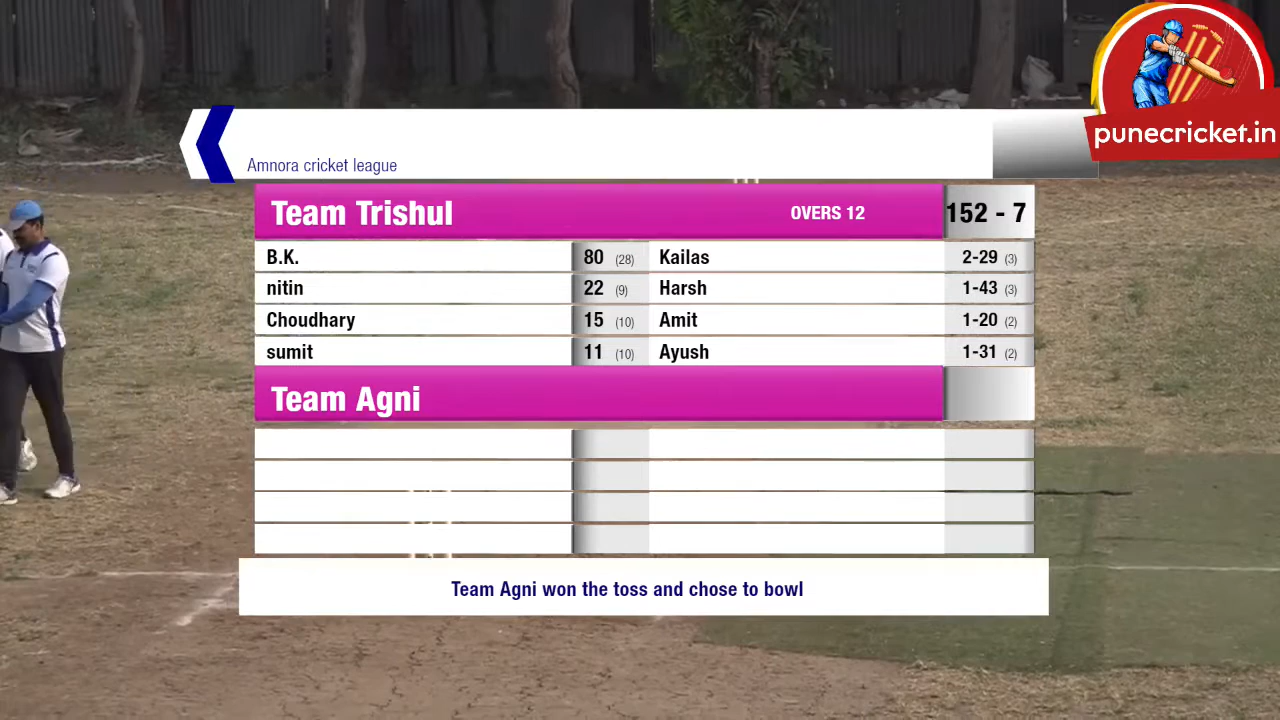 punecricket.in
Amnora cricket league
Team Trishul OVERS 12 152 - 7
B.K. 80 (28) Kailas 2-29 (3)
nitin 22 (9) Harsh 1-43 (3)
Choudhary 15 (10) Amit 1-20 (2)
sumit 11 (10) Ayush 1-31 (2)
Team Agni
Team Agni won the toss and chose to bowl